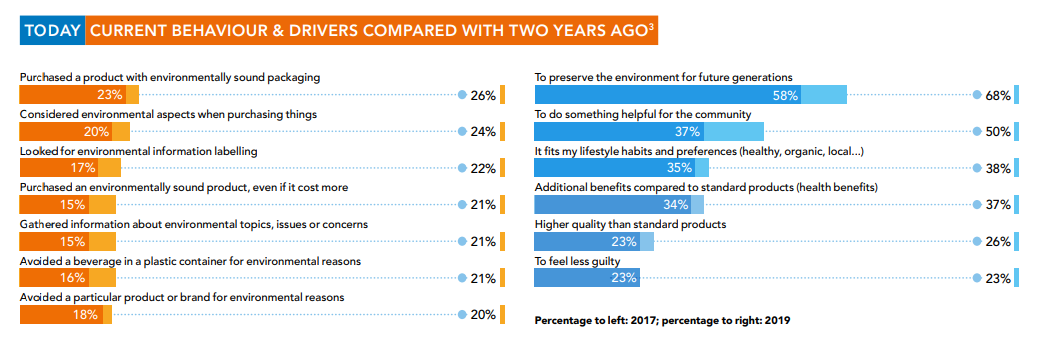 TODAY CURRENT BEHAVIOUR & DRIVERS COMPARED WITH TWO YEARS AGO³
Purchased a product with environmentally sound packaging
23% 26%
Considered environmental aspects when purchasing things
20% 24%
Looked for environmental information labelling
17% 22%
Purchased an environmentally sound product, even if it cost more
15% 21%
Gathered information about environmental topics, issues or concerns
15% 21%
Avoided a beverage in a plastic container for environmental reasons
16% 21%
Avoided a particular product or brand for environmental reasons
18% 20%
To preserve the environment for future generations
58% 68%
To do something helpful for the community
37% 50%
It fits my lifestyle habits and preferences (healthy, organic, local...)
35% 38%
Additional benefits compared to standard products (health benefits)
34% 37%
Higher quality than standard products
23% 26%
To feel less guilty
23% 23%
Percentage to left: 2017; percentage to right: 2019